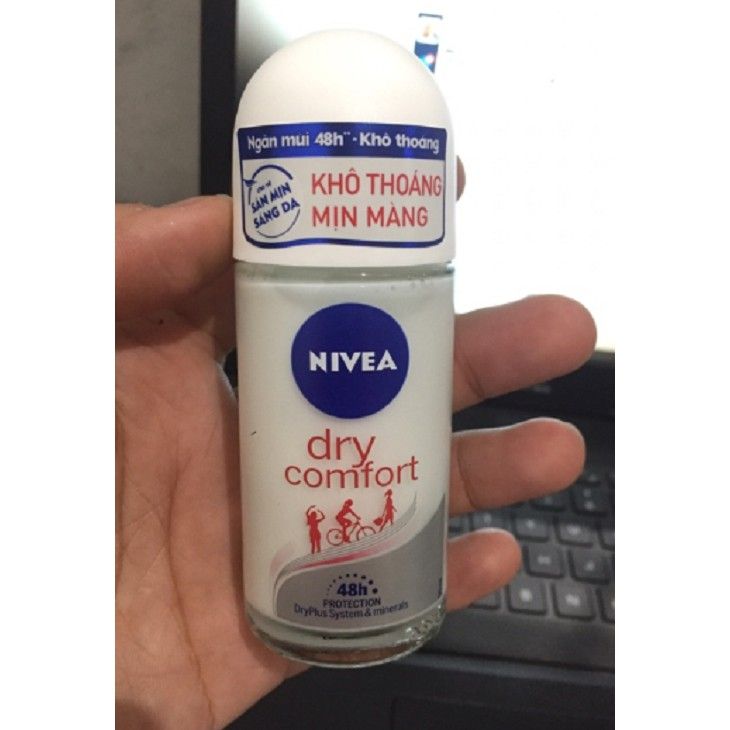 Ngăn mùi 48h** - Khô thoáng
KHÔ THOÁNG
MỊN MÀNG
SĂN MỊN
SÁNG DA
NIVEA
dry
comfort
48h
PROTECTION
DryPlus System & minerals